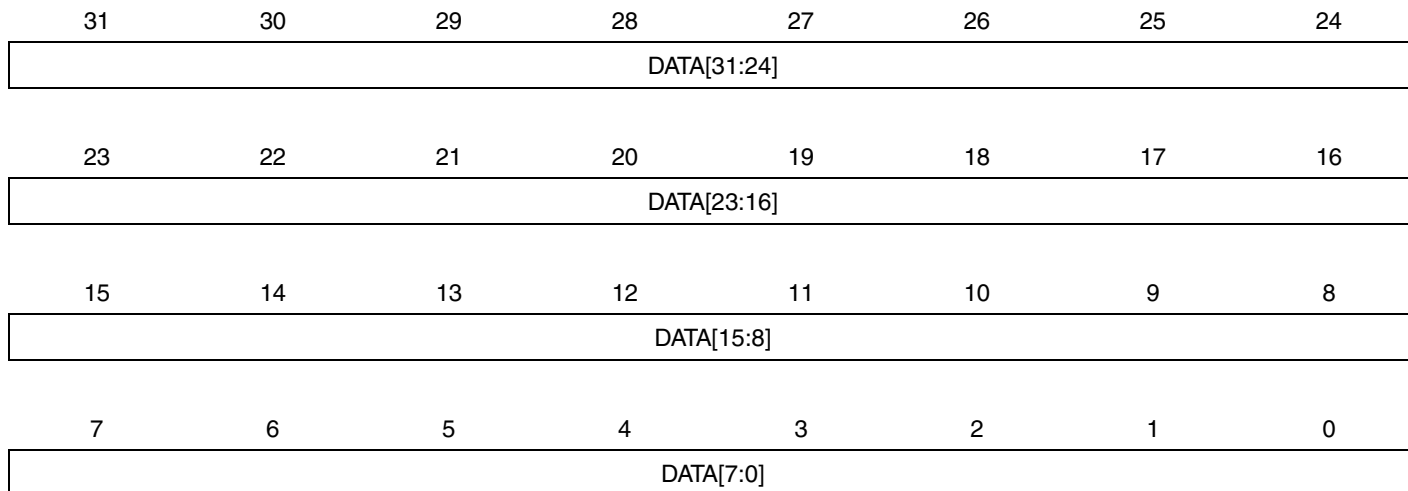 31 30 29 28 27 26 25 24
DATA[31:24]
23 22 21 20 19 18 17 16
DATA[23:16]
15 14 13 12 11 10 9 8
DATA[15:8]
7 6 5 4 3 2 1 0
DATA[7:0]